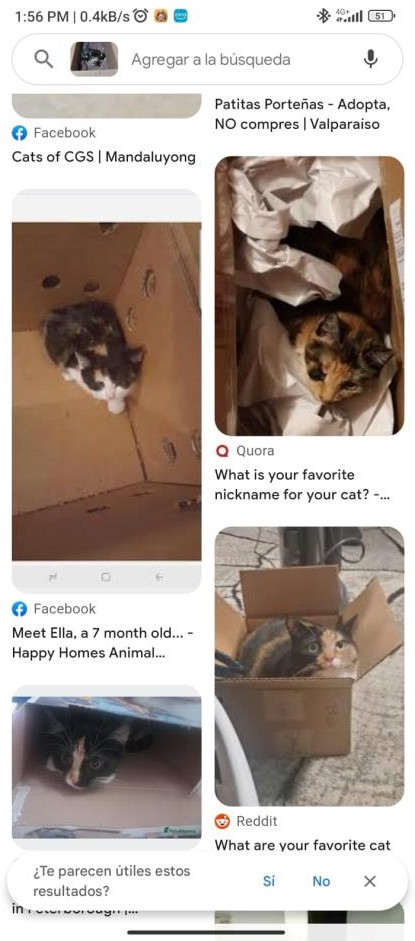 1:56 PM | 0.4kB/s
4G+
51
Agregar a la búsqueda
Facebook
Cats of CGS | Mandaluyong
Facebook
Meet Ella, a 7 month old... -
Happy Homes Animal...
Patitas Porteñas - Adopta,
NO compres | Valparaíso
Quora
What is your favorite
nickname for your cat? -...
Reddit
What are your favorite cat
¿Te parecen útiles estos
resultados?
Sí
No
in Peterborough |...